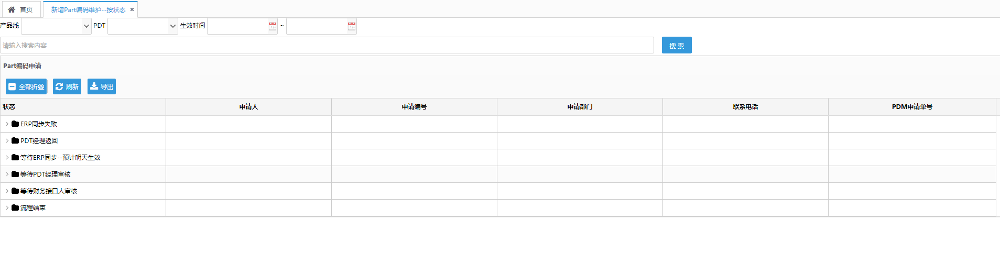 首页 新增Part编码维护--按状态
产品线 PDT 生效时间 ~
请输入搜索内容 搜 索
Part编码申请
全部折叠 刷新 导出
状态 申请人 申请编号 申请部门 联系电话 PDM申请单号
ERP同步失败
PDT经理返回
等待ERP同步--预计明天生效
等待PDT经理审核
等待财务接口人审核
流程结束